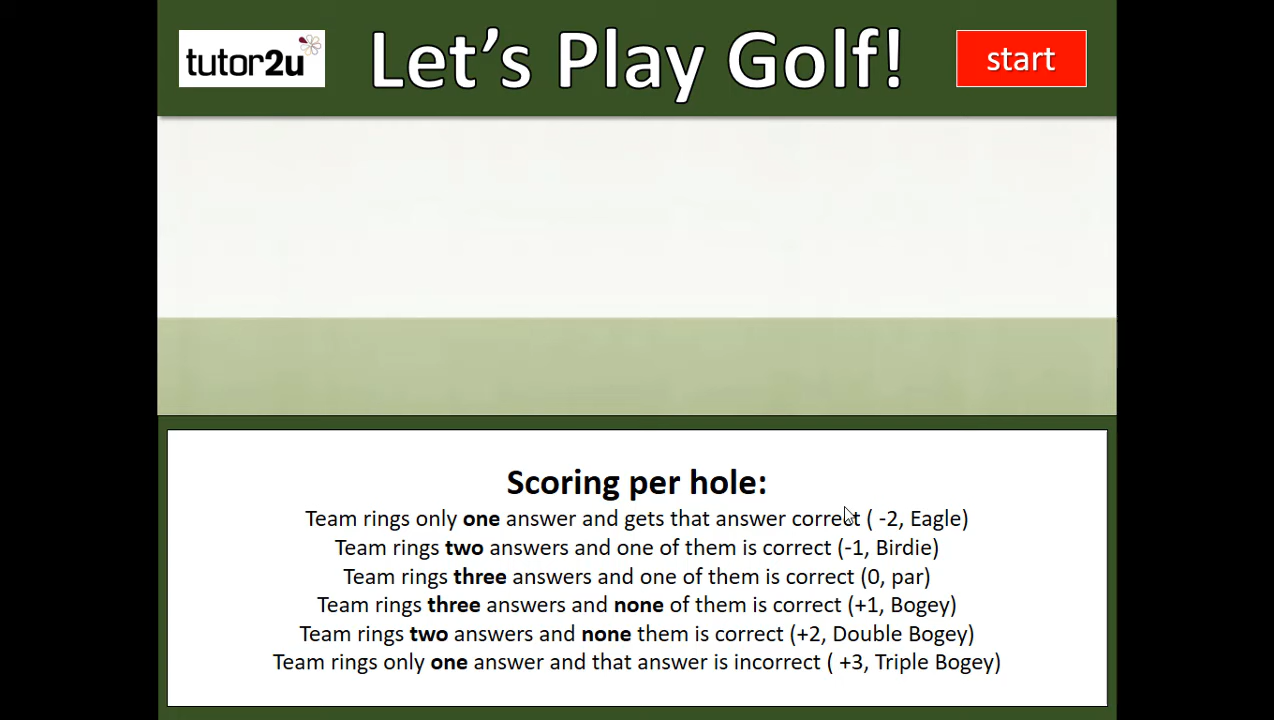 tutor2u
Let's Play Golf!
start
Scoring per hole:
Team rings only one answer and gets that answer correct ( -2, Eagle)
Team rings two answers and one of them is correct (-1, Birdie)
Team rings three answers and one of them is correct (0, par)
Team rings three answers and none of them is correct (+1, Bogey)
Team rings two answers and none them is correct (+2, Double Bogey)
Team rings only one answer and that answer is incorrect ( +3, Triple Bogey)